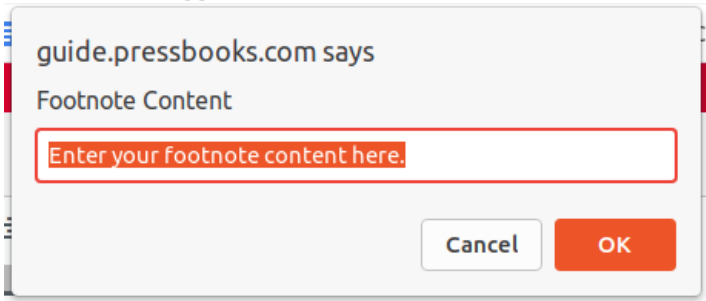 guide.pressbooks.com says
Footnote Content
Enter your footnote content here.
Cancel OK